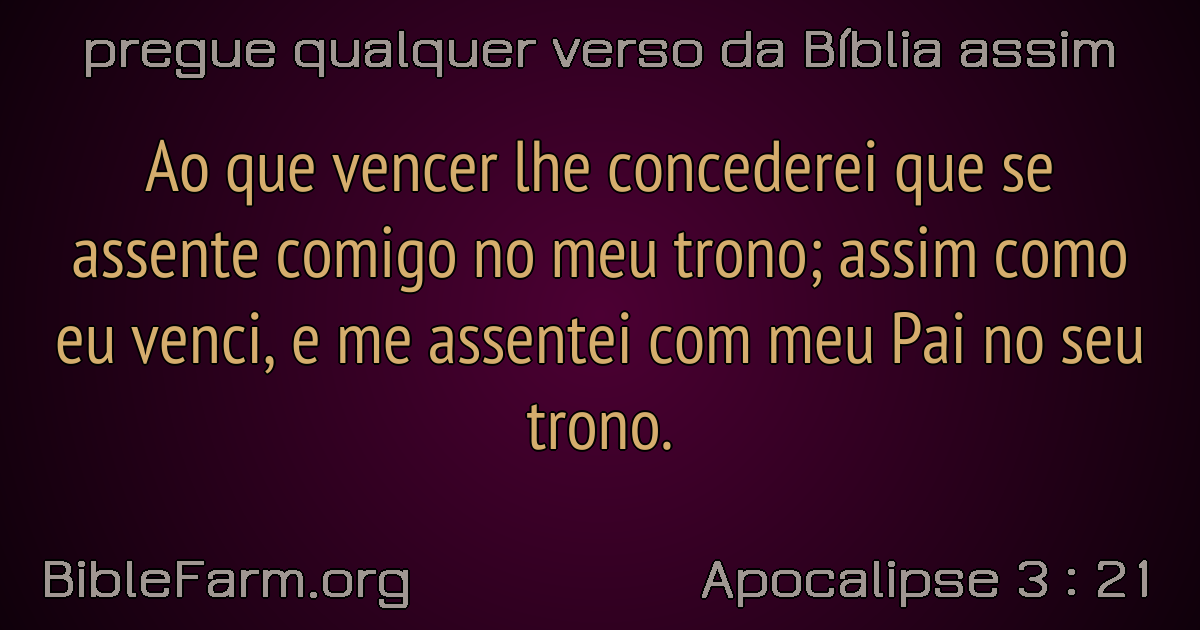 pregue qualquer verso da Bíblia assim
Ao que vencer lhe concederei que se
assente comigo no meu trono; assim como
eu venci, e me assentei com meu Pai no seu
trono.
BibleFarm.org
Apocalipse 3 : 21